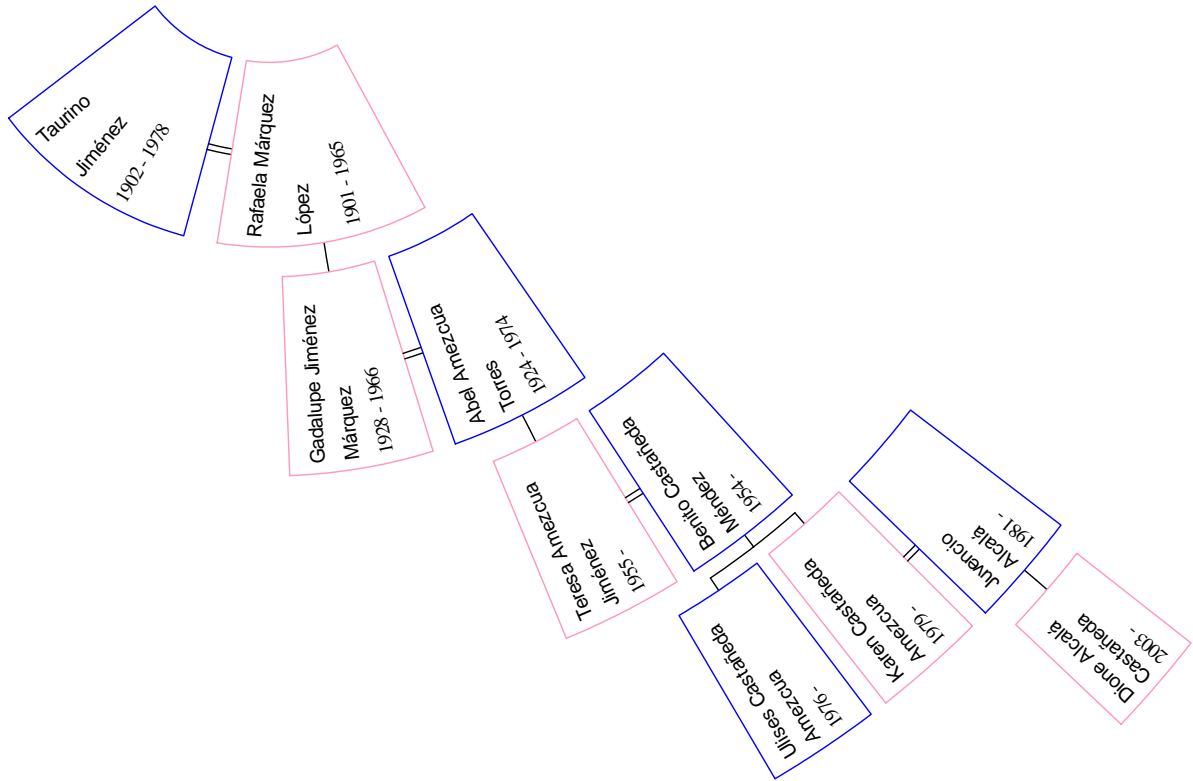 Taurino
Jiménez
1902 - 1978
Rafaela Márquez
López
1901 - 1965
Gadalupe Jiménez
Márquez
1928 - 1966
Abel Amezcua
Torres
1924 - 1974
Teresa Amezcua
Jiménez
1955 -
Benito Castañeda
Méndez
1954 -
Ulises Castañeda
Amezcua
1976 -
Karen Castañeda
Amezcua
1979 -
Juvencio
Alcalá
1981 -
Dione Alcalá
Castañeda
2003 -